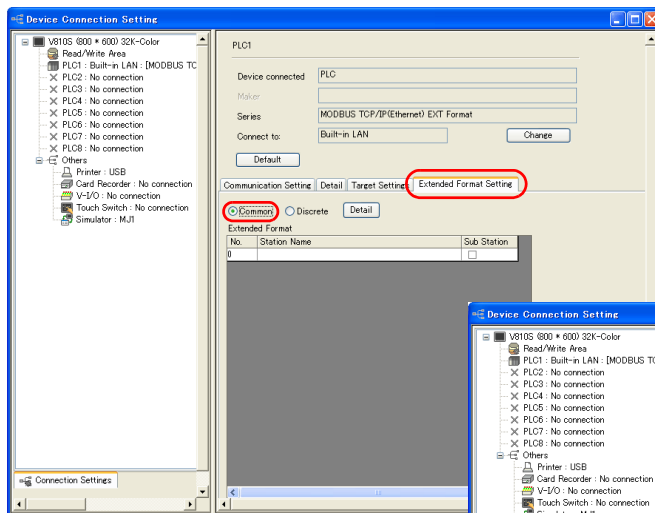 Device Connection Setting
V810S (800 * 600) 32K-Color
Read/Write Area
PLC1 : Built-in LAN : [MODBUS TC
PLC2 : No connection
PLC3 : No connection
PLC4 : No connection
PLC5 : No connection
PLC6 : No connection
PLC7 : No connection
PLC8 : No connection
Others
Printer : USB
Card Recorder : No connection
V-I/O : No connection
Touch Switch : No connection
Simulator : MJ1
Connection Settings
PLC1
Device connected PLC
Maker
Series MODBUS TCP/IP(Ethernet) EXT Format
Connect to: Built-in LAN Change
Default
Communication Setting Detail Target Settings Extended Format Setting
Common Discrete Detail
Extended Format
No. Station Name Sub Station
0
Device Connection Setting
V810S (800 * 600) 32K-Color
Read/Write Area
PLC1 : Built-in LAN : [MODBUS T
PLC2 : No connection
PLC3 : No connection
PLC4 : No connection
PLC5 : No connection
PLC6 : No connection
PLC7 : No connection
PLC8 : No connection
Others
Printer : USB
Card Recorder : No connection
V-I/O : No connection
Touch Switch : No connection